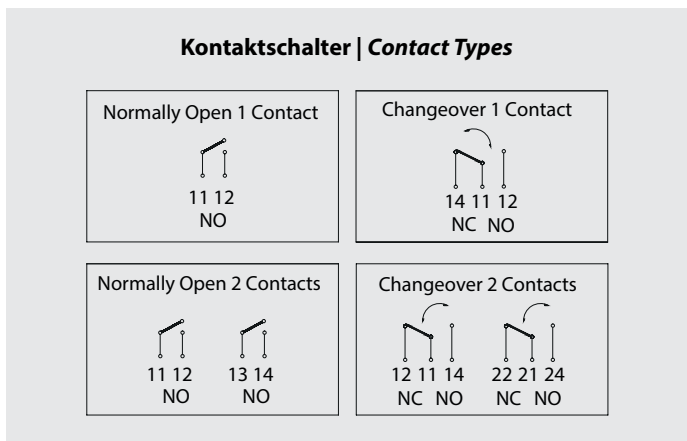 Kontaktschalter | Contact Types
Normally Open 1 Contact
11 12
NO
Changeover 1 Contact
14 11 12
NC NO
Normally Open 2 Contacts
11 12 13 14
NO NO
Changeover 2 Contacts
12 11 14 22 21 24
NC NO NC NO